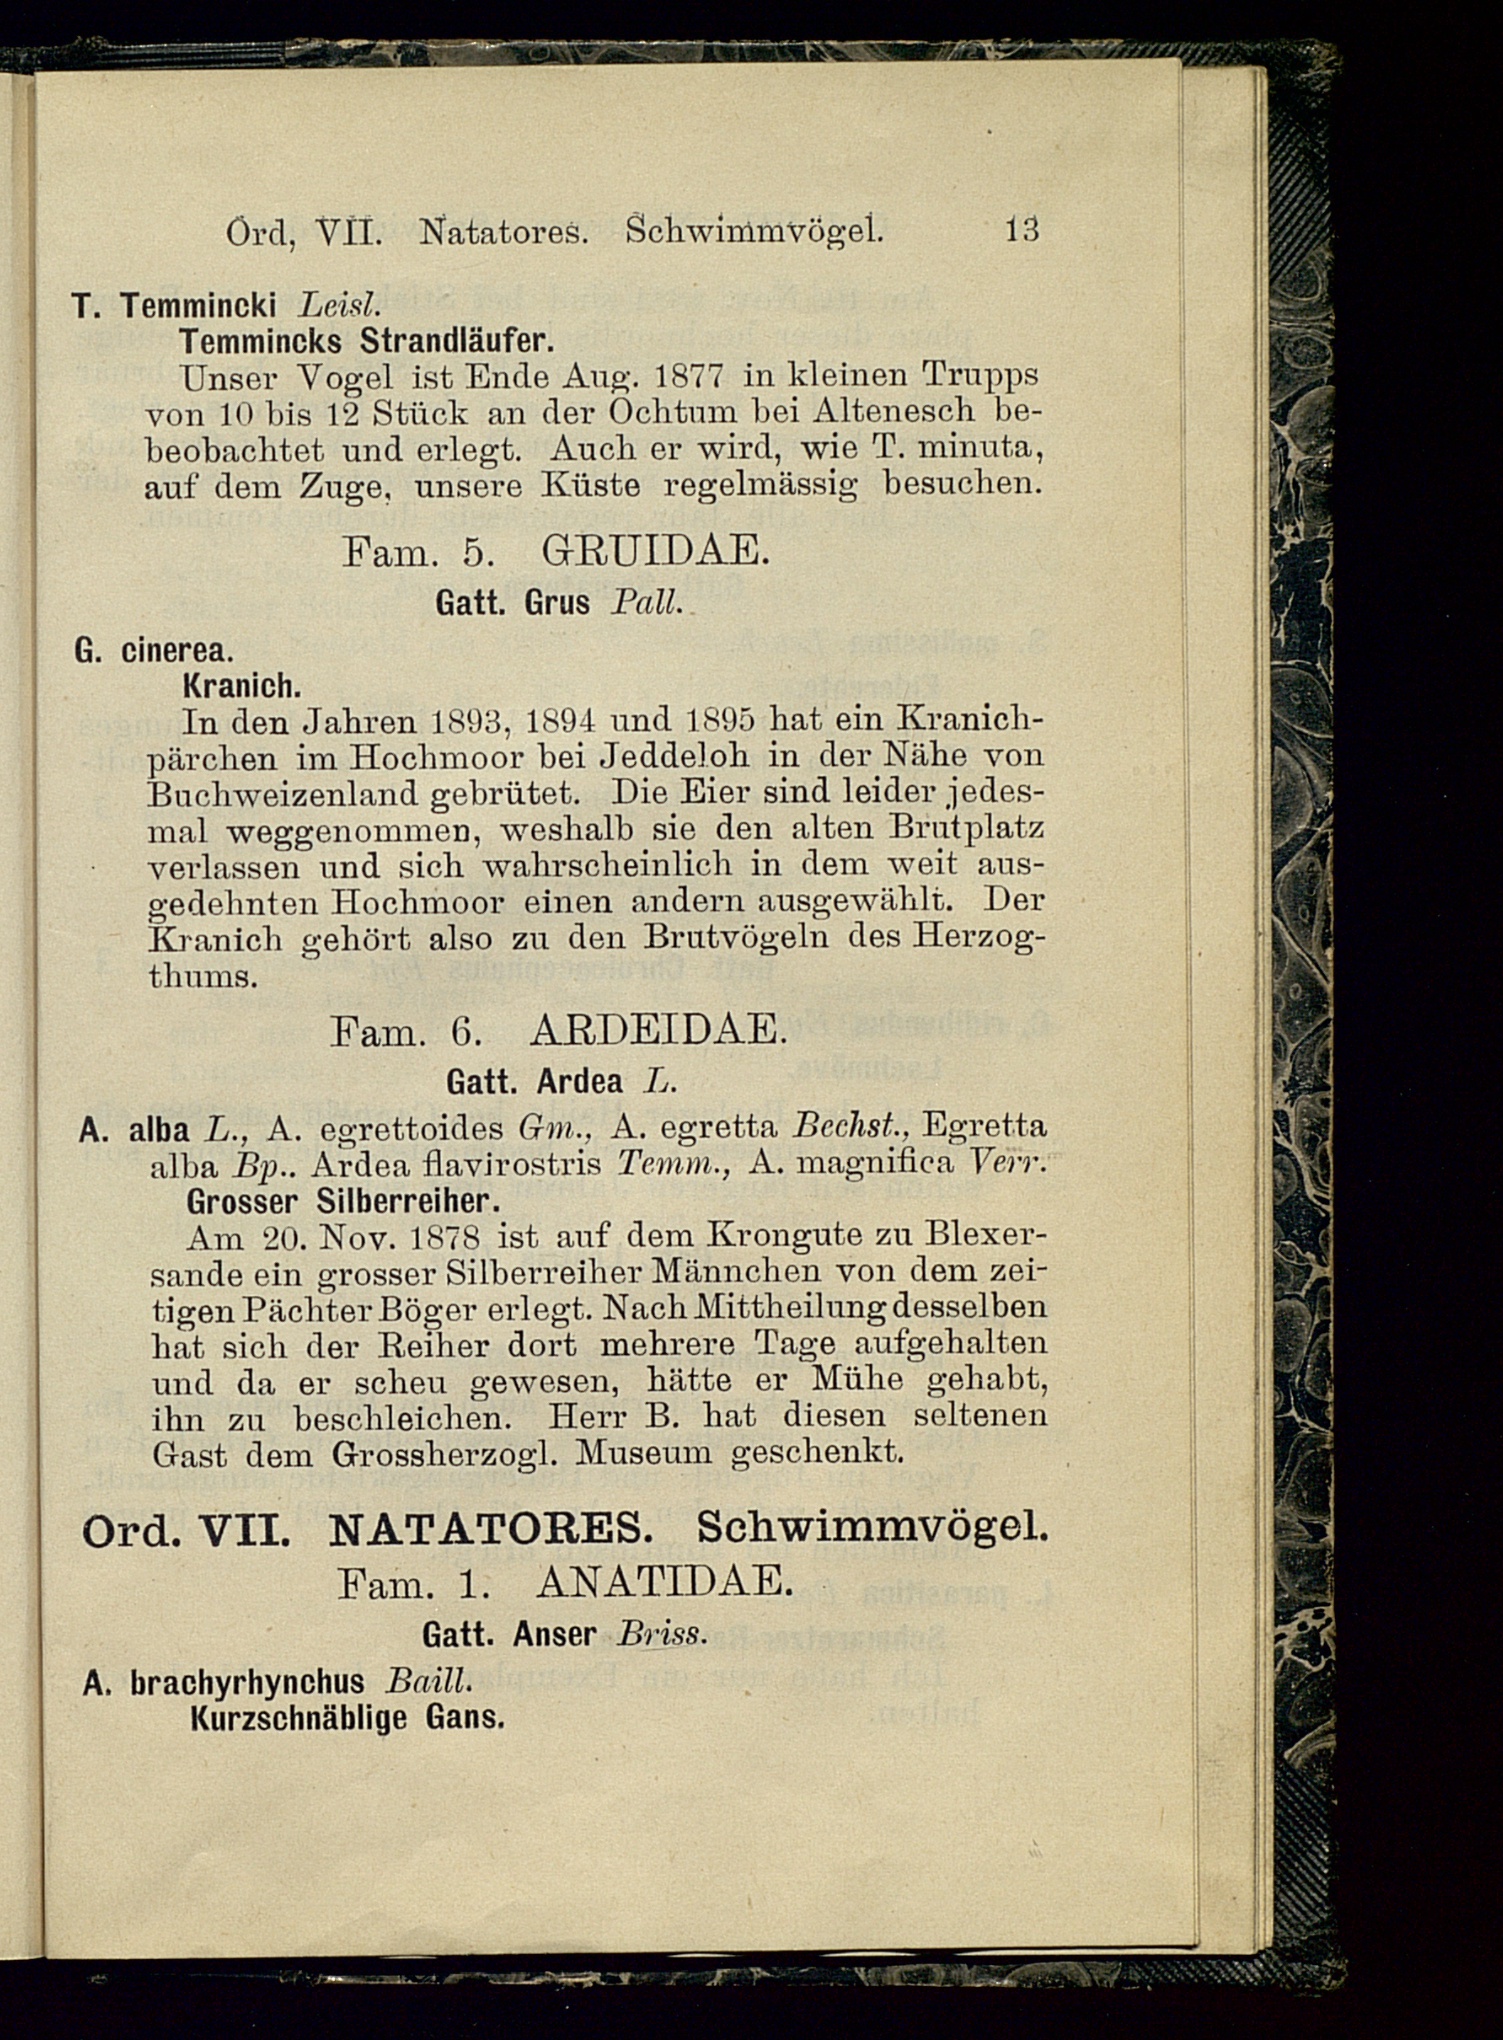 Ord, VII. Natatores. Schwimmvögel. 13
T. Temmincki Leisl.
Temmincks Strandläufer.
Unser Vogel ist Ende Aug. 1877 in kleinen Trupps
von 10 bis 12 Stück an der Ochtum bei Altenesch be-
beobachtet und erlegt. Auch er wird, wie T. minuta,
auf dem Zuge, unsere Küste regelmässig besuchen.
Fam. 5. GRUIDAE.
Gatt. Grus Pall.
G. cinerea.
Kranich.
In den Jahren 1893, 1894 und 1895 hat ein Kranich-
pärchen im Hochmoor bei Jeddeloh in der Nähe von
Buchweizenland gebrütet. Die Eier sind leider jedes-
mal weggenommen, weshalb sie den alten Brutplatz
verlassen und sich wahrscheinlich in dem weit aus-
gedehnten Hochmoor einen andern ausgewählt. Der
Kranich gehört also zu den Brutvögeln des Herzog-
thums.
Fam. 6. ARDEIDAE.
Gatt. Ardea L.
A. alba L., A. egrettoides Gm., A. egretta Bechst., Egretta
alba Bp.. Ardea flavirostris Temm., A. magnifica Verr.
Grosser Silberreiher.
Am 20. Nov. 1878 ist auf dem Krongute zu Blexer-
sande ein grosser Silberreiher Männchen von dem zei-
tigen Pächter Böger erlegt. Nach Mittheilung desselben
hat sich der Reiher dort mehrere Tage aufgehalten
und da er scheu gewesen, hätte er Mühe gehabt,
ihn zu beschleichen. Herr B. hat diesen seltenen
Gast dem Grossherzogl. Museum geschenkt.
Ord. VII. NATATORES. Schwimmvögel.
Fam. 1. ANATIDAE.
Gatt. Anser Briss.
A. brachyrhynchus Baill.
Kurzschnäblige Gans.